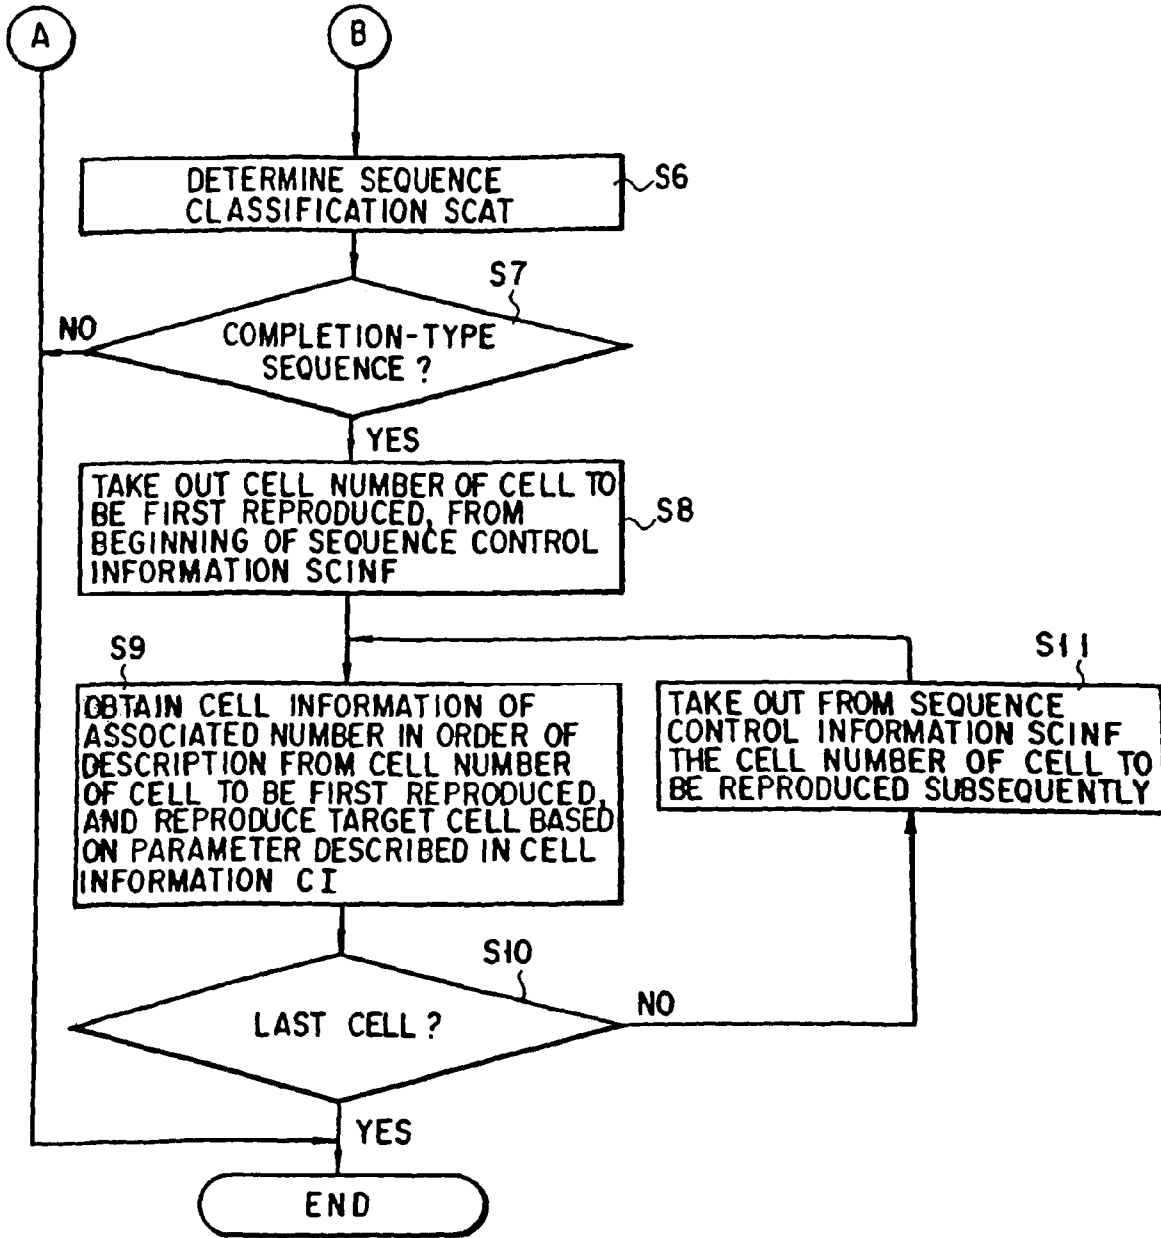 A
B
DETERMINE SEQUENCE
CLASSIFICATION SCAT
S6
S7
COMPLETION-TYPE
SEQUENCE?
NO
YES
TAKE OUT CELL NUMBER OF CELL TO
BE FIRST REPRODUCED, FROM
BEGINNING OF SEQUENCE CONTROL
INFORMATION SCINF
S8
S9
OBTAIN CELL INFORMATION OF
ASSOCIATED NUMBER IN ORDER OF
DESCRIPTION FROM CELL NUMBER
OF CELL TO BE FIRST REPRODUCED,
AND REPRODUCE TARGET CELL BASED
ON PARAMETER DESCRIBED IN CELL
INFORMATION CI
S11
TAKE OUT FROM SEQUENCE
CONTROL INFORMATION SCINF
THE CELL NUMBER OF CELL TO
BE REPRODUCED SUBSEQUENTLY
S10
LAST CELL?
NO
YES
END